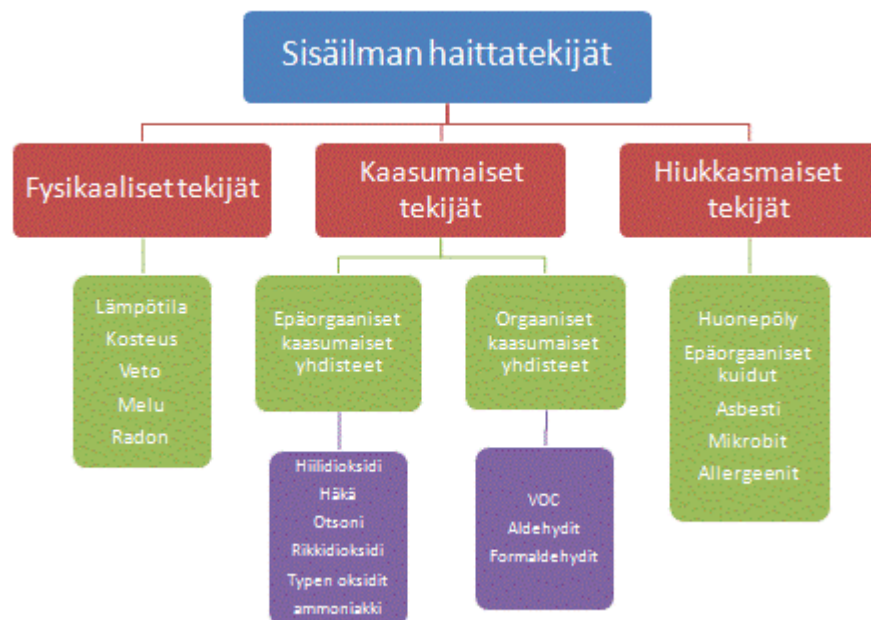 Sisäilman haittatekijät
Fysikaaliset tekijät
Kaasumaiset
tekijät
Hiukkasmaiset
tekijät
Lämpötila
Kosteus
Veto
Melu
Radon
Epäorgaaniset
kaasumaiset
yhdisteet
Orgaaniset
kaasumaiset
yhdisteet
Huonepöly
Epäorgaaniset
kuidut
Asbesti
Mikrobit
Allergeenit
Hiilidioksidi
Häkä
Otsoni
Rikkidioksidi
Typen oksidit
ammoniakki
VOC
Aldehydit
Formaldehydit